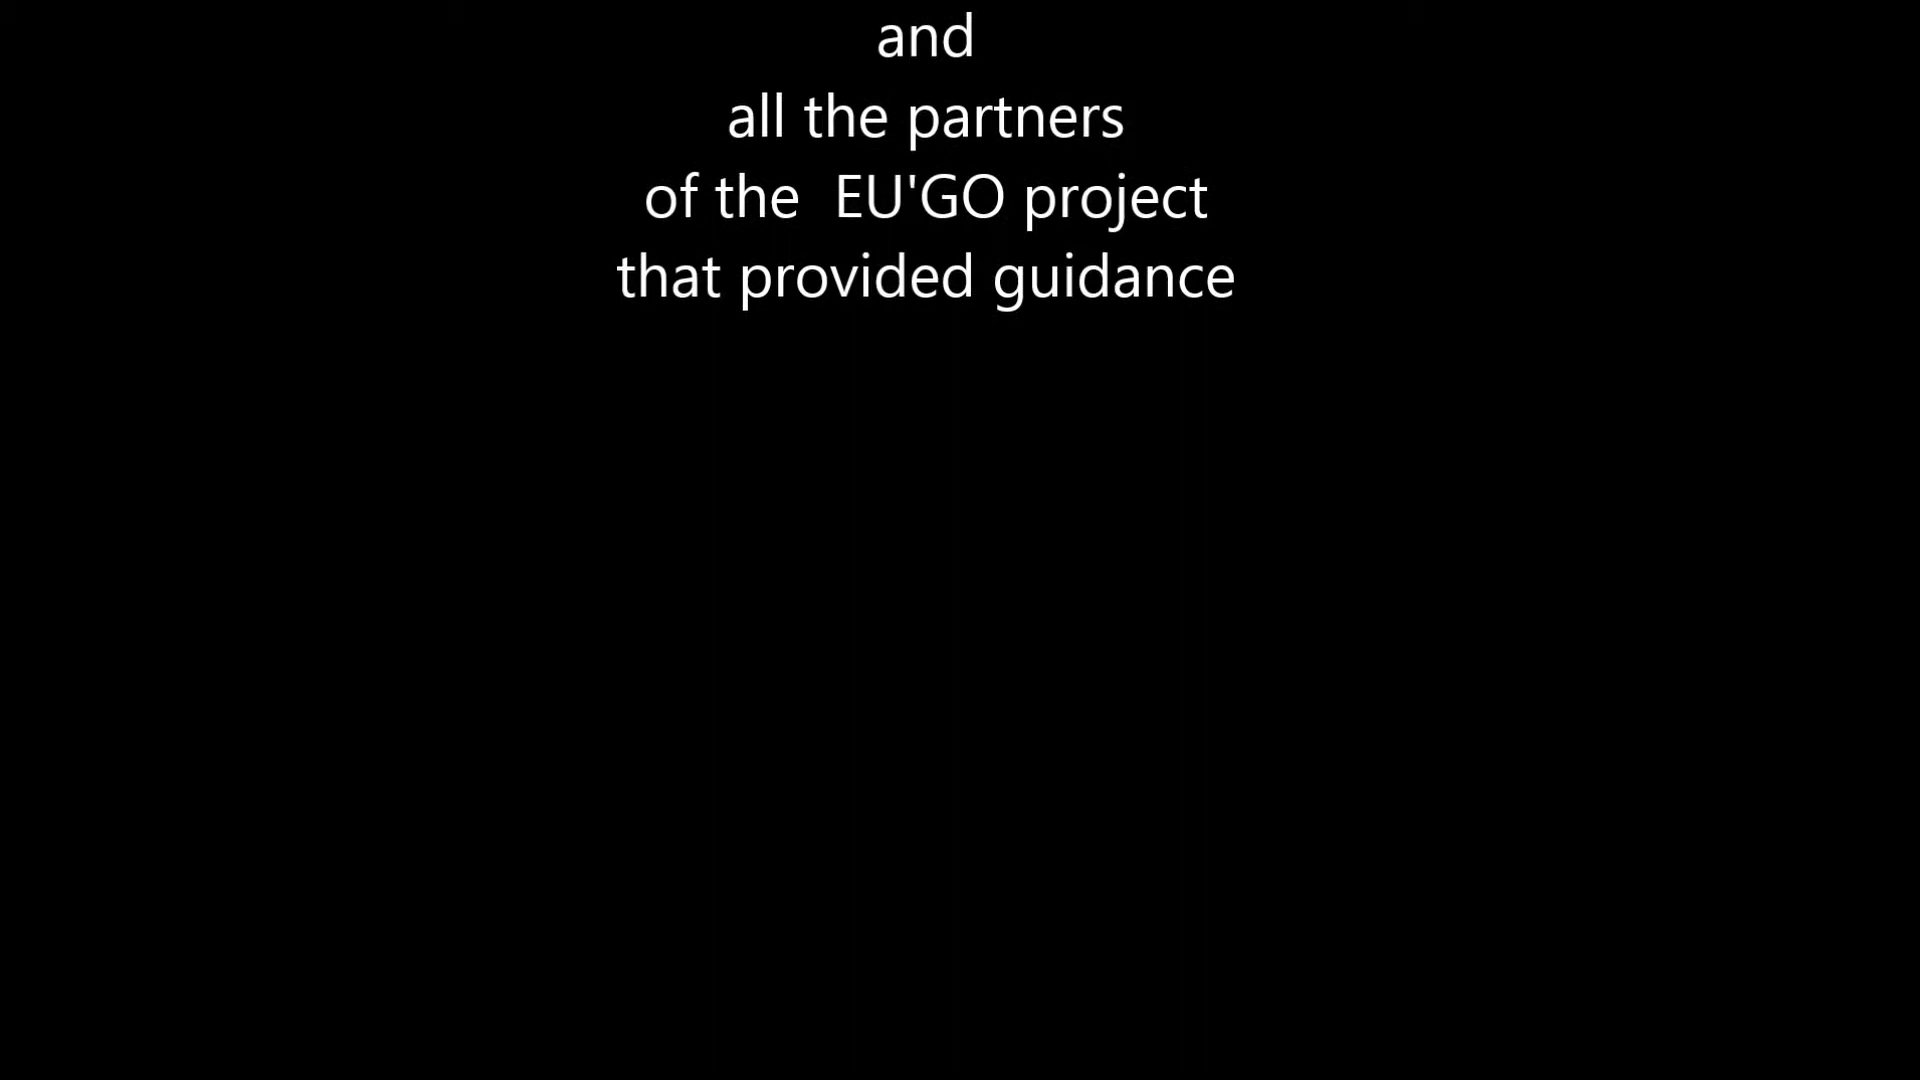 and
all the partners
of the  EU'GO project
that provided guidance